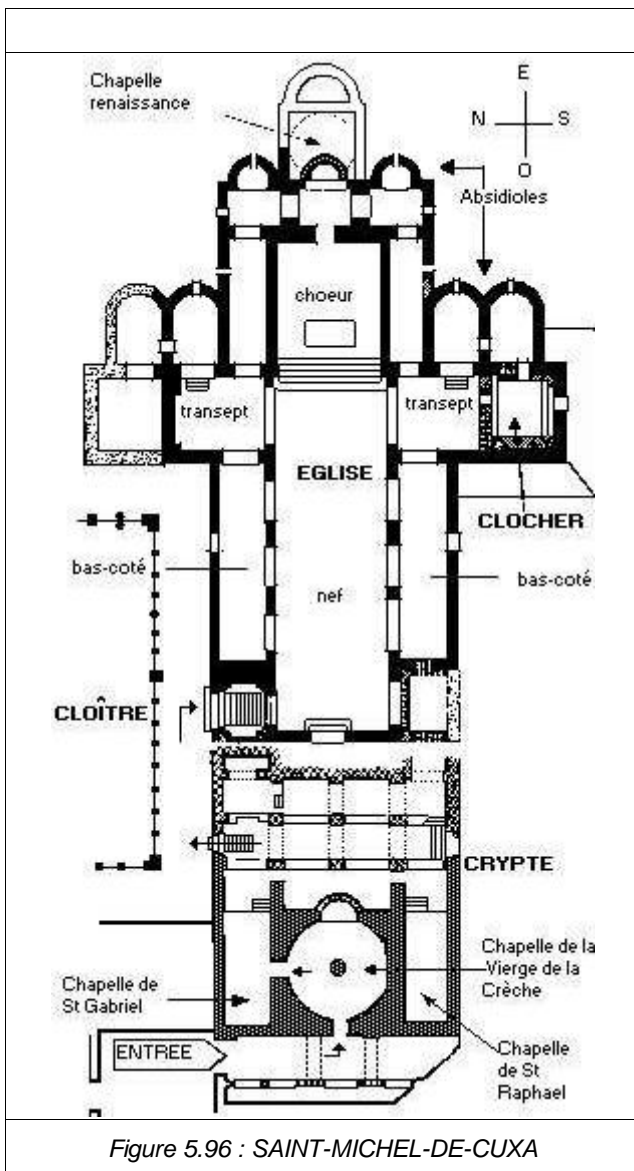 Chapelle
renaissance
E
N
S
O
Absidioles
choeur
transept
transept
EGLISE
CLOCHER
bas-coté
bas-coté
nef
CLOÎTRE
CRYPTE
Chapelle de la
Vierge de la
Crèche
Chapelle de
St Gabriel
ENTREE
Chapelle
de St
Raphael
Figure 5.96 : SAINT-MICHEL-DE-CUXA